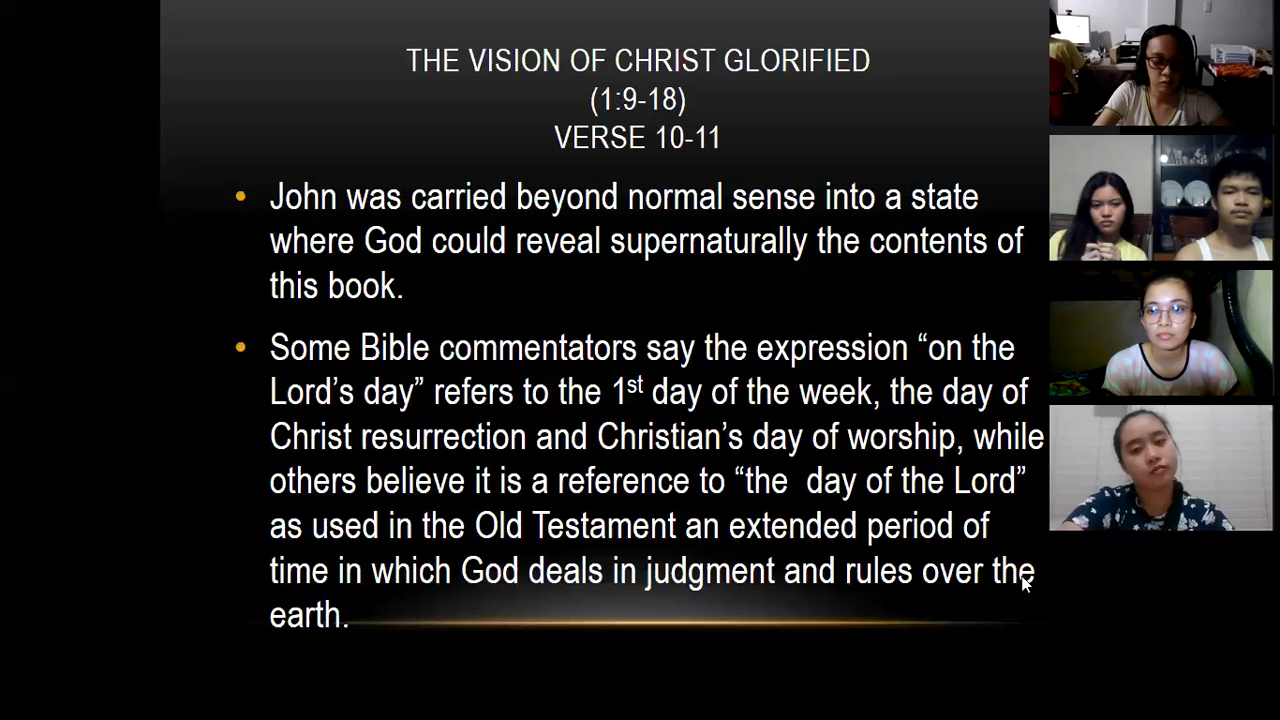 THE VISION OF CHRIST GLORIFIED
(1:9-18)
VERSE 10-11
• John was carried beyond normal sense into a state
where God could reveal supernaturally the contents of
this book.
• Some Bible commentators say the expression “on the
Lord’s day” refers to the 1st day of the week, the day of
Christ resurrection and Christian’s day of worship, while
others believe it is a reference to “the day of the Lord”
as used in the Old Testament an extended period of
time in which God deals in judgment and rules over the
earth.